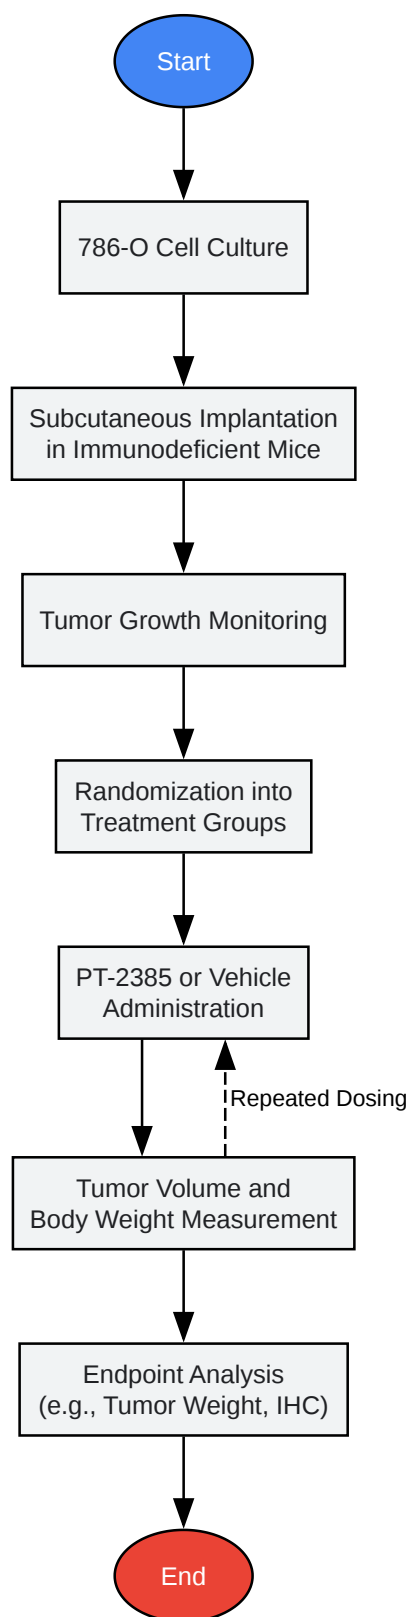 Start
786-O Cell Culture
Subcutaneous Implantation
in Immunodeficient Mice
Tumor Growth Monitoring
Randomization into
Treatment Groups
PT-2385 or Vehicle
Administration
Repeated Dosing
Tumor Volume and
Body Weight Measurement
Endpoint Analysis
(e.g., Tumor Weight, IHC)
End